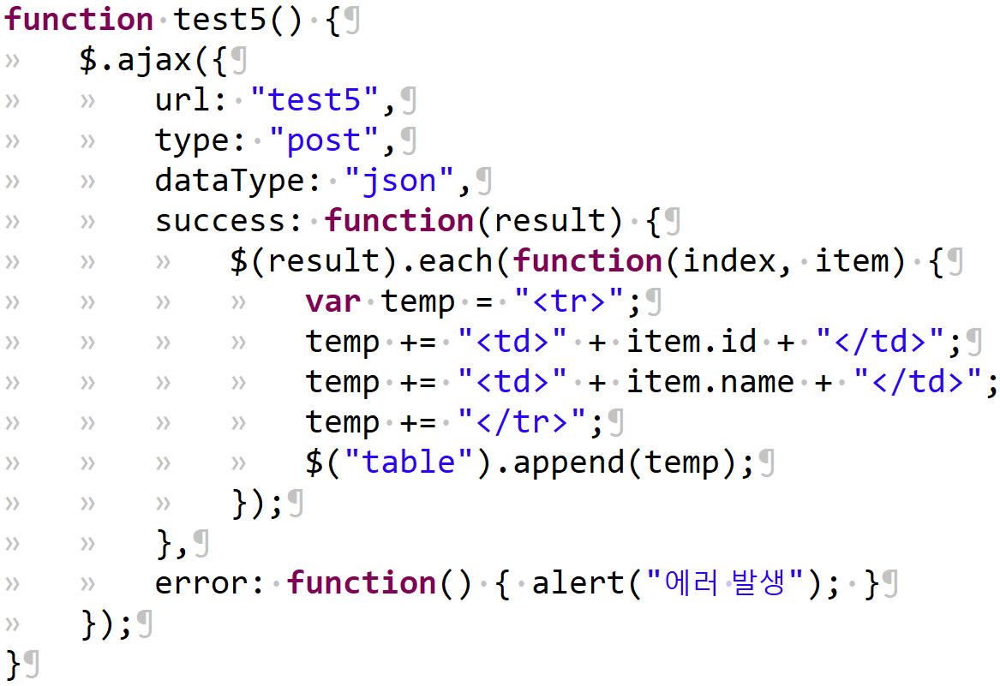 function test5() {
	$.ajax({
		url: "test5",
		type: "post",
		dataType: "json",
		success: function(result) {
			$(result).each(function(index, item) {
				var temp = "<tr>";
				temp += "<td>" + item.id + "</td>";
				temp += "<td>" + item.name + "</td>";
				temp += "</tr>";
				$("table").append(temp);
			});
		},
		error: function() { alert("에러 발생"); }
	});
}